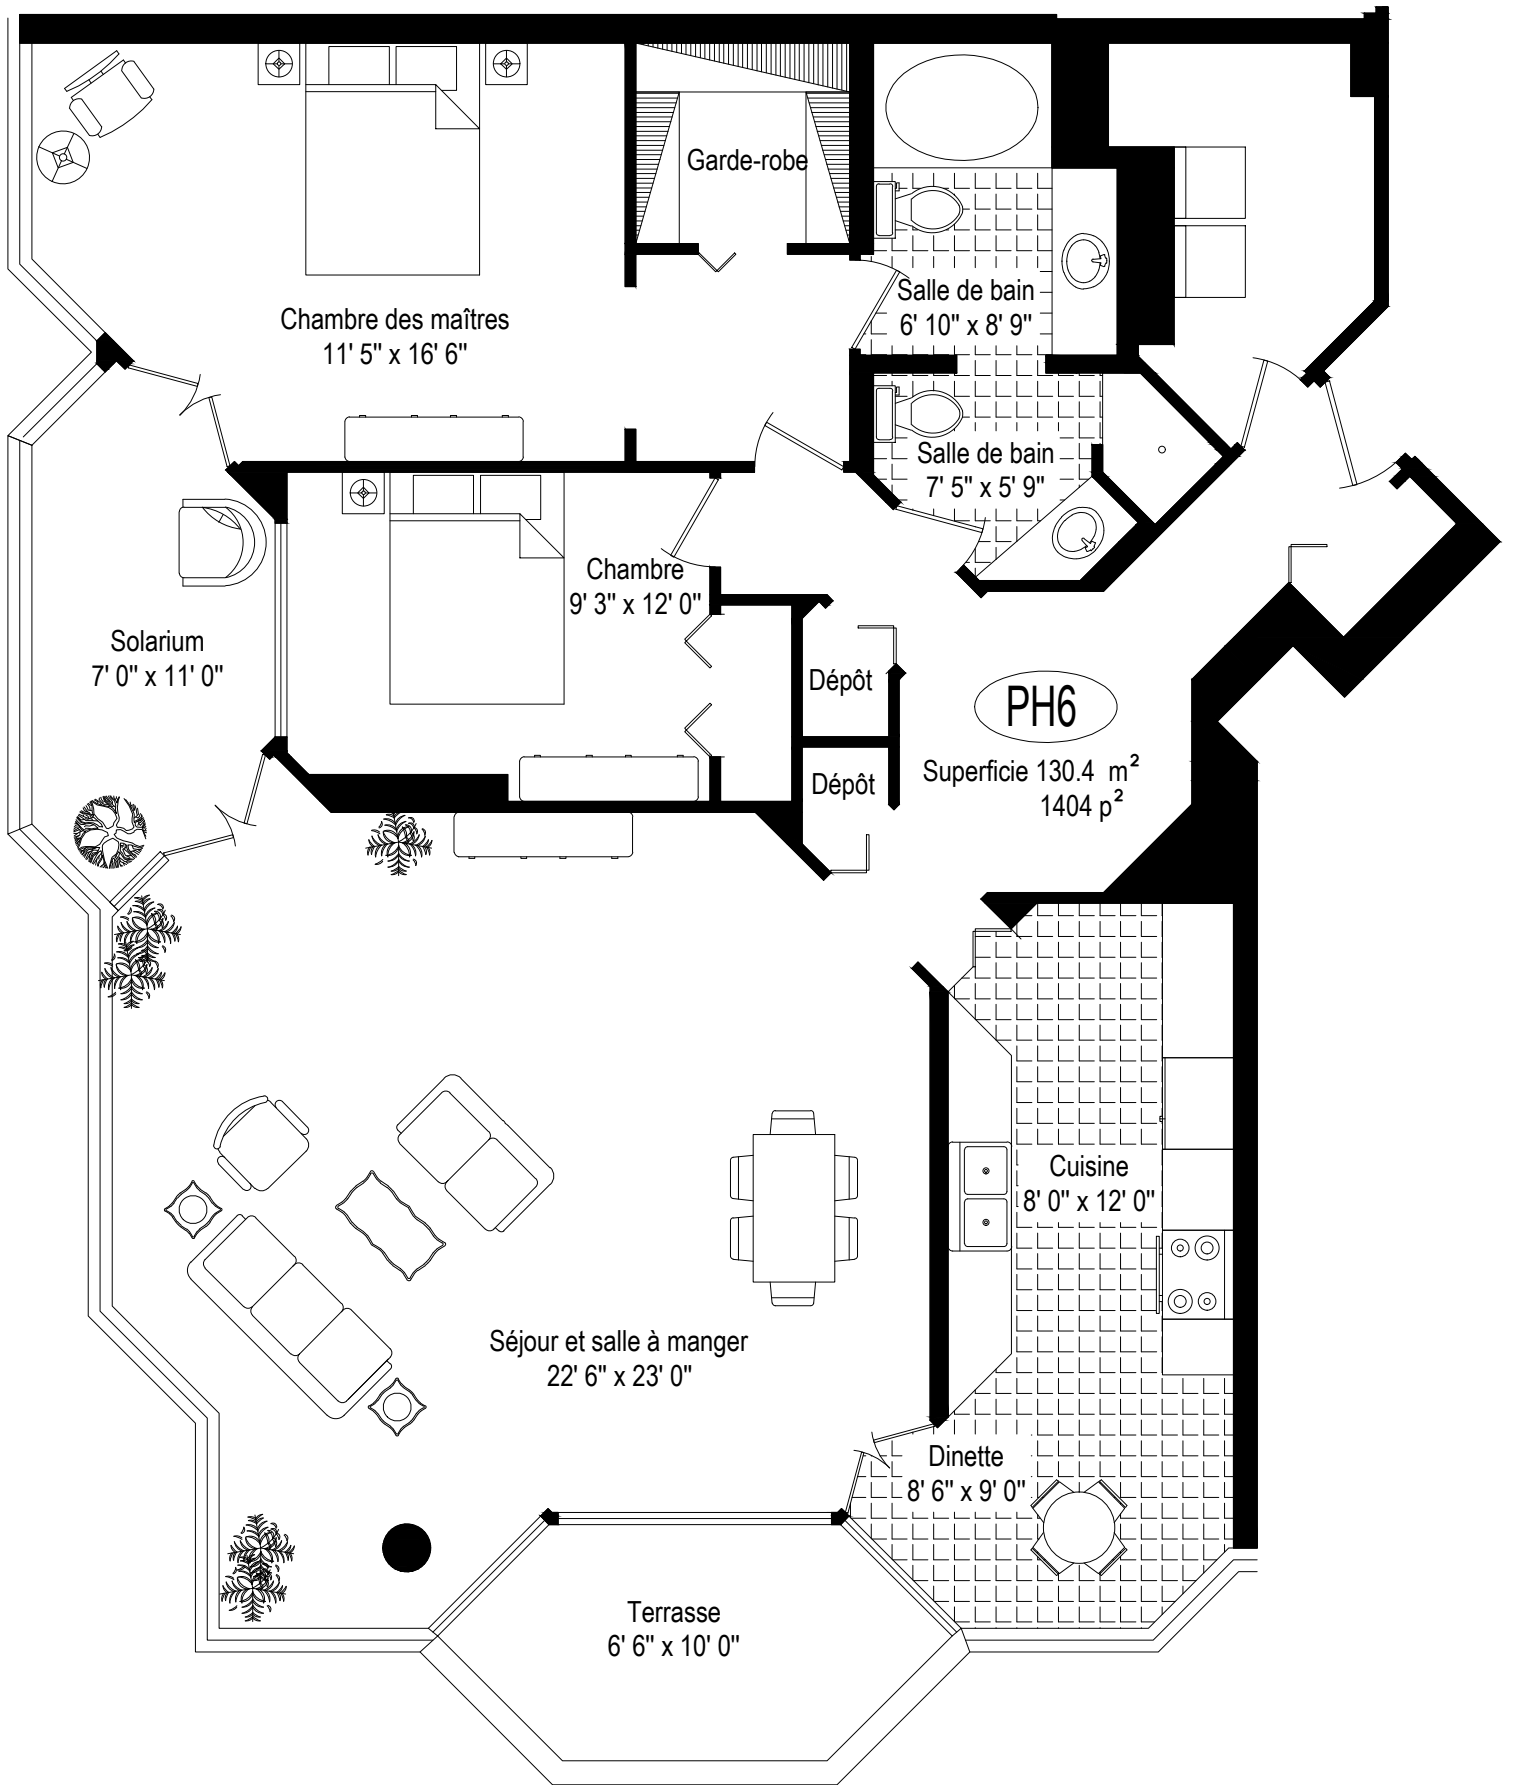 Garde-robe
Chambre des maîtres
11' 5" x 16' 6"
Salle de bain
6' 10" x 8' 9"
Salle de bain
7' 5" x 5' 9"
Chambre
9' 3" x 12' 0"
Solarium
7' 0" x 11' 0"
Dépôt
Dépôt
PH6
Superficie 130.4 m²
1404 p²
Cuisine
8' 0" x 12' 0"
Séjour et salle à manger
22' 6" x 23' 0"
Dinette
8' 6" x 9' 0"
Terrasse
6' 6" x 10' 0"